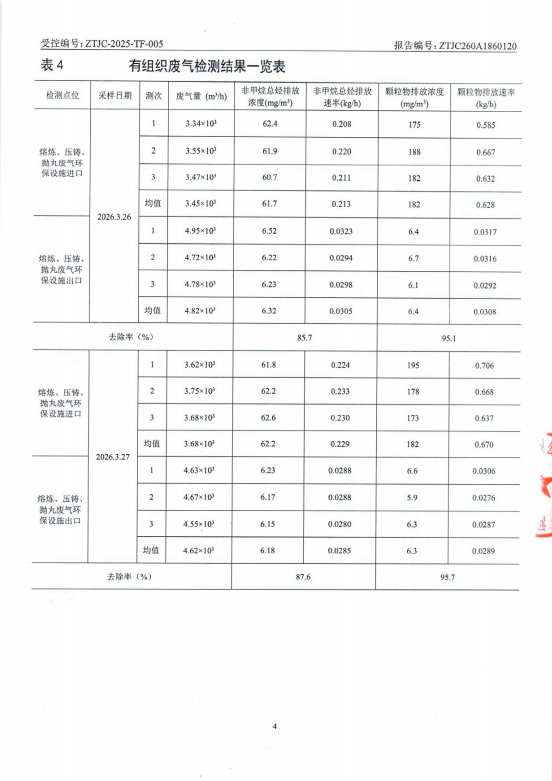 受控编号:ZTJC-2025-TF-005 报告编号:ZTJC260A1860120
表 4 有组织废气检测结果一览表
检测点位 采样日期 测次 废气量 (m³/h) 非甲烷总烃排放浓度(mg/m³) 非甲烷总烃排放速率(kg/h) 颗粒物排放浓度(mg/m³) 颗粒物排放速率(kg/h)
熔炼、压铸、抛丸废气环保设施进口 2026.3.26 1 3.34×10³ 62.4 0.208 175 0.585
2 3.55×10³ 61.9 0.220 188 0.667
3 3.47×10³ 60.7 0.211 182 0.632
均值 3.45×10³ 61.7 0.213 182 0.628
熔炼、压铸、抛丸废气环保设施出口 1 4.95×10³ 6.52 0.0323 6.4 0.0317
2 4.72×10³ 6.22 0.0294 6.7 0.0316
3 4.78×10³ 6.23 0.0298 6.1 0.0292
均值 4.82×10³ 6.32 0.0305 6.4 0.0308
去除率(%) 85.7 95.1
熔炼、压铸、抛丸废气环保设施进口 2026.3.27 1 3.62×10³ 61.8 0.224 195 0.706
2 3.75×10³ 62.2 0.233 178 0.668
3 3.68×10³ 62.6 0.230 173 0.637
均值 3.68×10³ 62.2 0.229 182 0.670
熔炼、压铸、抛丸废气环保设施出口 1 4.63×10³ 6.23 0.0288 6.6 0.0306
2 4.67×10³ 6.17 0.0288 5.9 0.0276
3 4.55×10³ 6.15 0.0280 6.3 0.0287
均值 4.62×10³ 6.18 0.0285 6.3 0.0289
去除率(%) 87.6 95.7
4